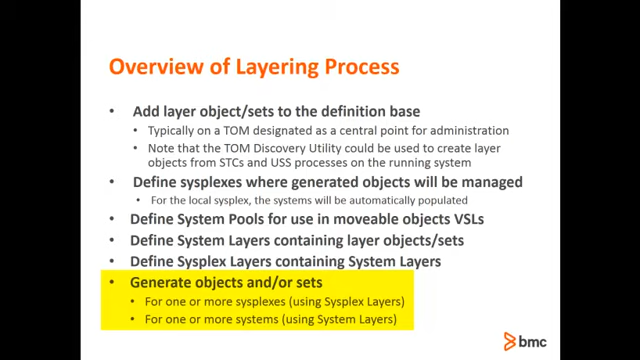 Overview of Layering Process
• Add layer object/sets to the definition base
• Typically on a TOM designated as a central point for administration
• Note that the TOM Discovery Utility could be used to create layer
objects from STCs and USS processes on the running system
• Define sysplexes where generated objects will be managed
• For the local sysplex, the systems will be automatically populated
• Define System Pools for use in moveable objects VSLs
• Define System Layers containing layer objects/sets
• Define Sysplex Layers containing System Layers
• Generate objects and/or sets
• For one or more sysplexes (using Sysplex Layers)
• For one or more systems (using System Layers)
bmc